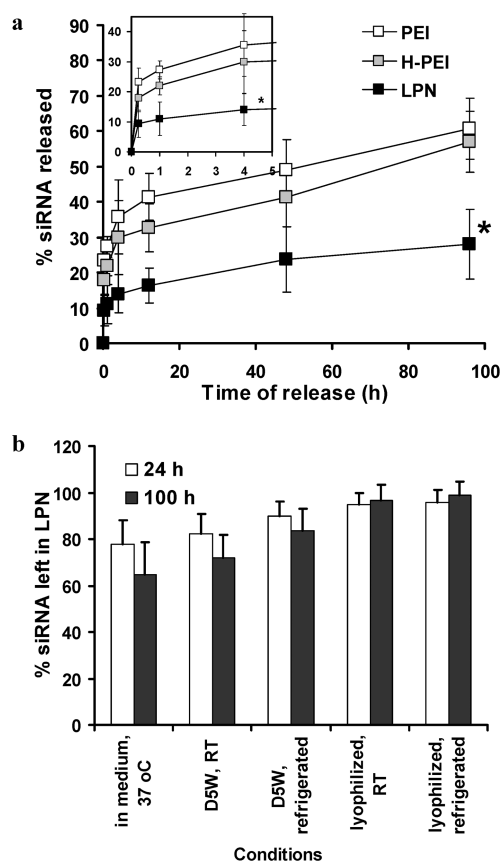 a
90
80
70
60
50
40
30
20
10
0
% siRNA released
40
30
20
10
0
0 1 2 3 4 5
*
PEI
H-PEI
LPN
*
0 20 40 60 80 100
Time of release (h)
b
120
100
80
60
40
20
0
% siRNA left in LPN
24 h
100 h
in medium,
37 oC
D5W, RT
D5W,
refrigerated
lyophilized,
RT
lyophilized,
refrigerated
Conditions